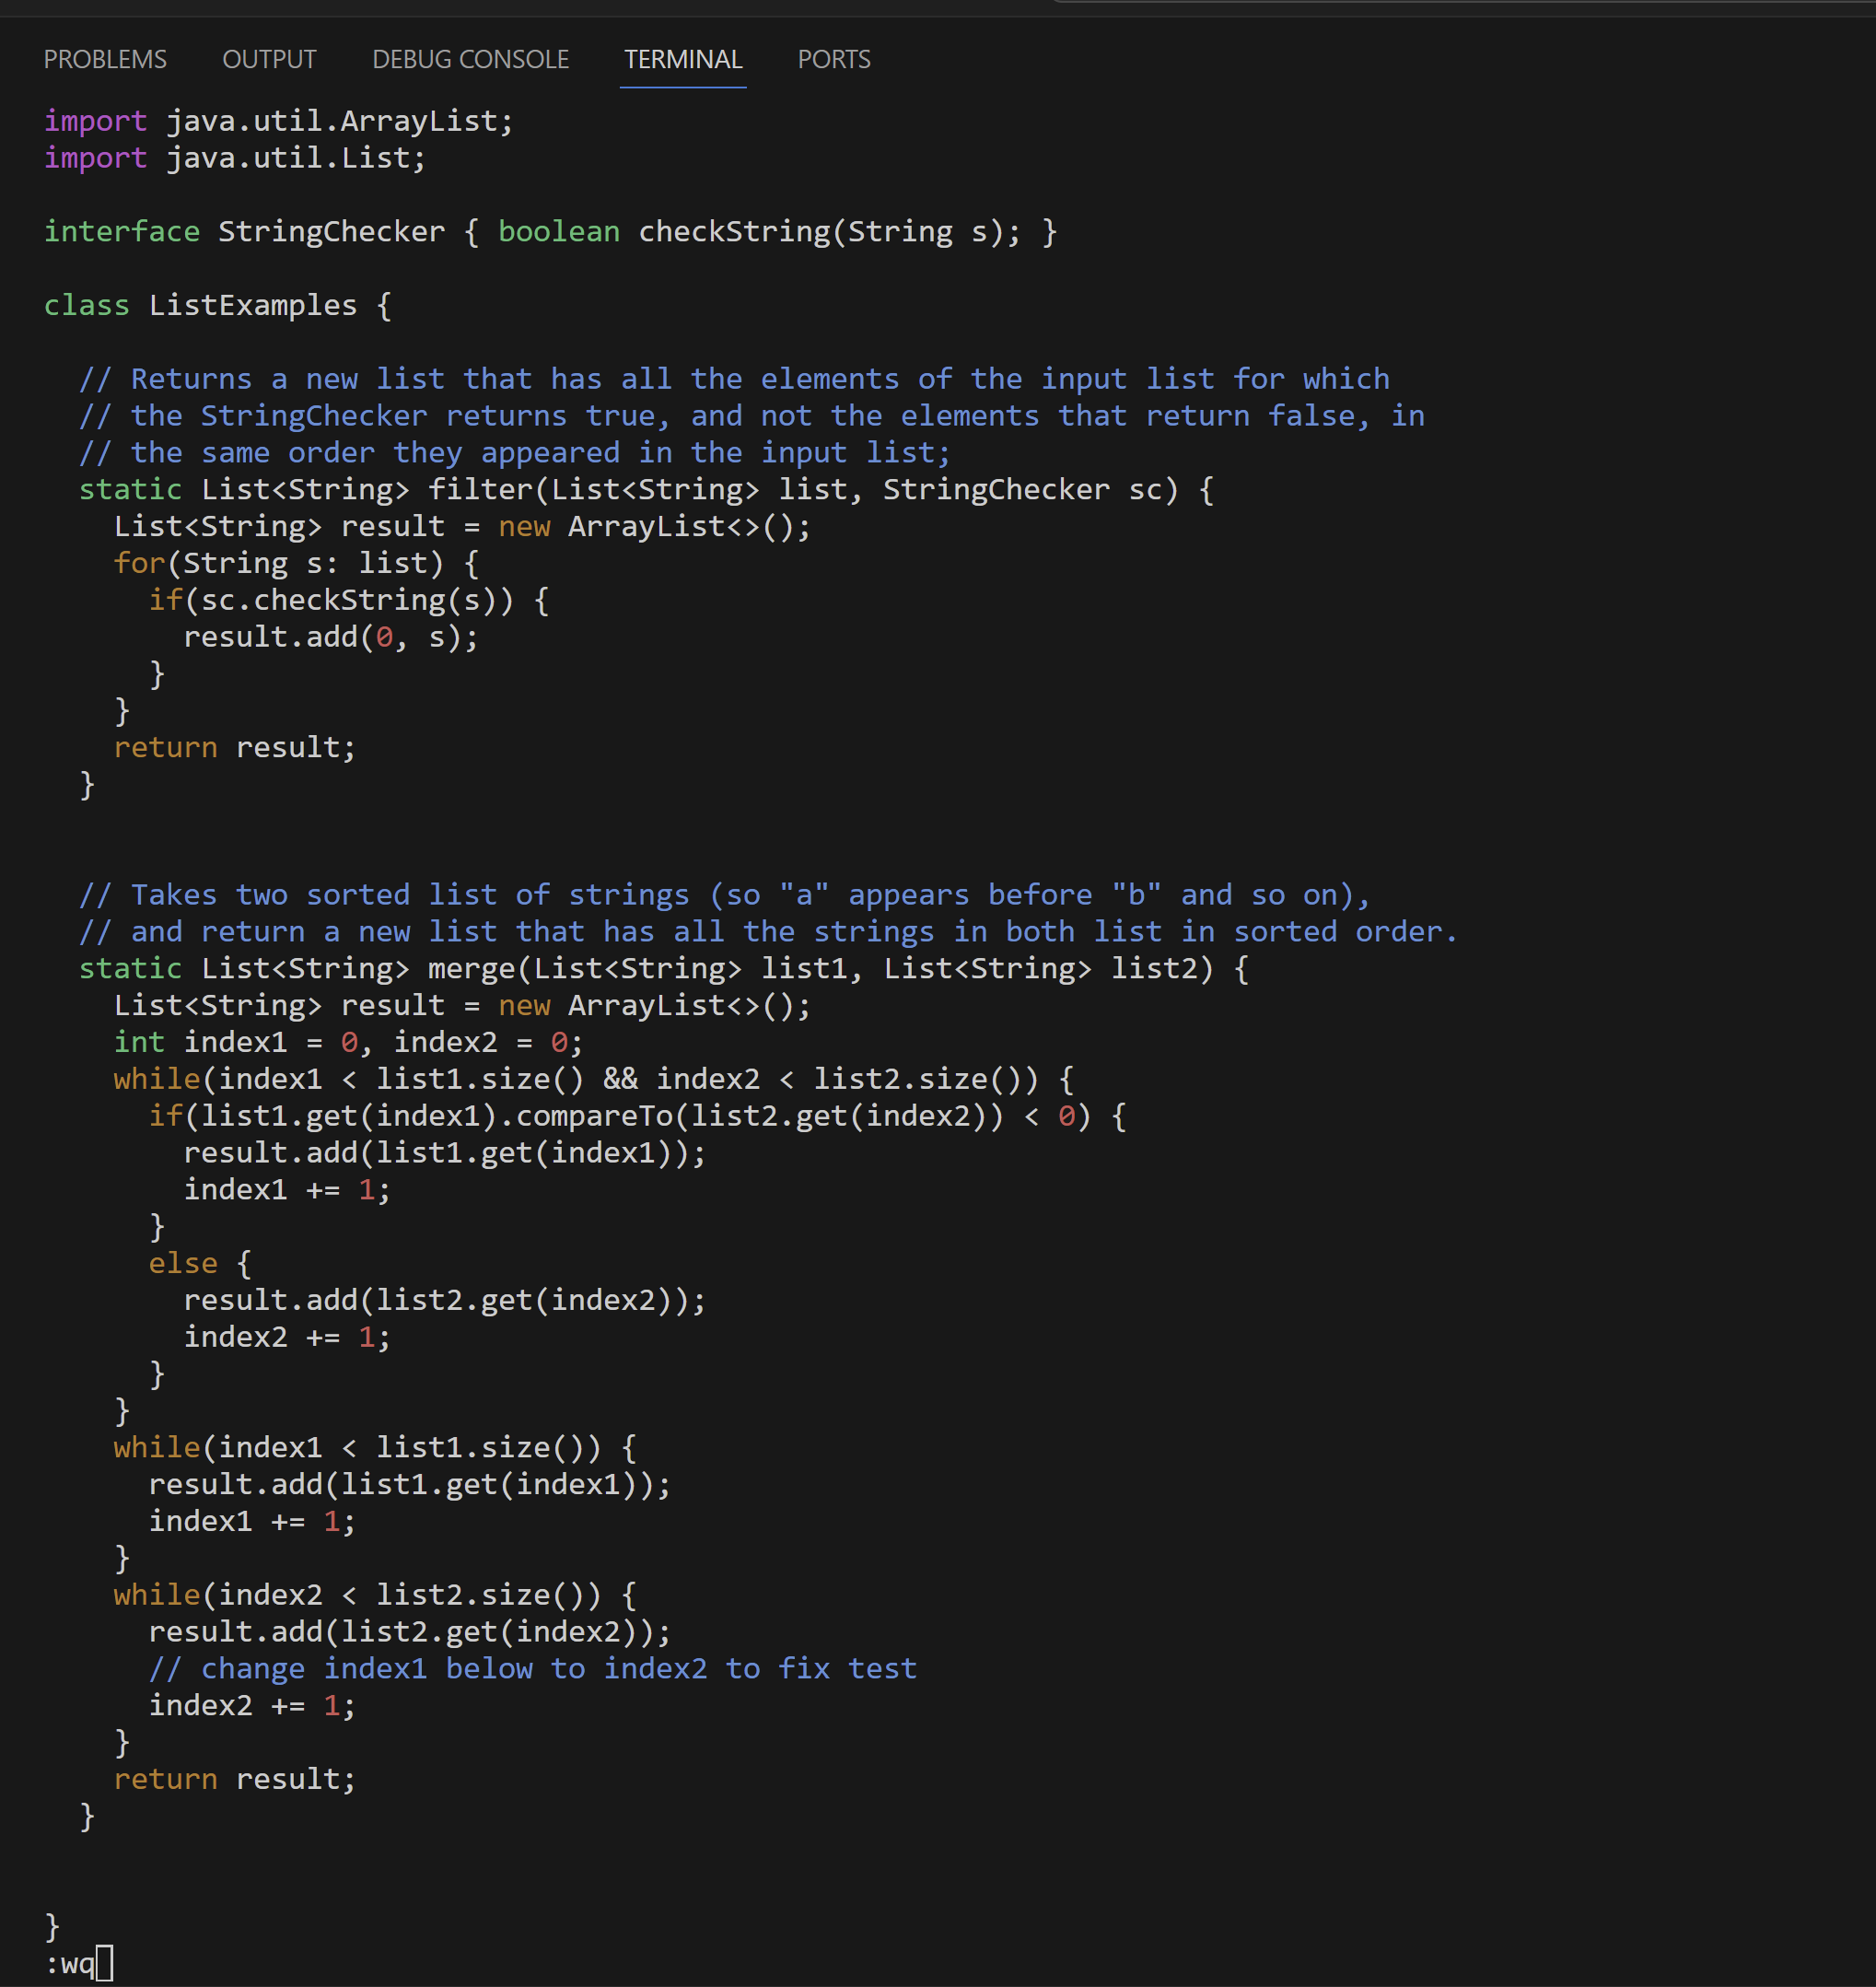 PROBLEMS OUTPUT DEBUG CONSOLE TERMINAL PORTS
import java.util.ArrayList;
import java.util.List;

interface StringChecker { boolean checkString(String s); }

class ListExamples {

  // Returns a new list that has all the elements of the input list for which
  // the StringChecker returns true, and not the elements that return false, in
  // the same order they appeared in the input list;
  static List<String> filter(List<String> list, StringChecker sc) {
    List<String> result = new ArrayList<>();
    for(String s: list) {
      if(sc.checkString(s)) {
        result.add(0, s);
      }
    }
    return result;
  }


  // Takes two sorted list of strings (so "a" appears before "b" and so on),
  // and return a new list that has all the strings in both list in sorted order.
  static List<String> merge(List<String> list1, List<String> list2) {
    List<String> result = new ArrayList<>();
    int index1 = 0, index2 = 0;
    while(index1 < list1.size() && index2 < list2.size()) {
      if(list1.get(index1).compareTo(list2.get(index2)) < 0) {
        result.add(list1.get(index1));
        index1 += 1;
      }
      else {
        result.add(list2.get(index2));
        index2 += 1;
      }
    }
    while(index1 < list1.size()) {
      result.add(list1.get(index1));
      index1 += 1;
    }
    while(index2 < list2.size()) {
      result.add(list2.get(index2));
      // change index1 below to index2 to fix test
      index2 += 1;
    }
    return result;
  }


}
:wq